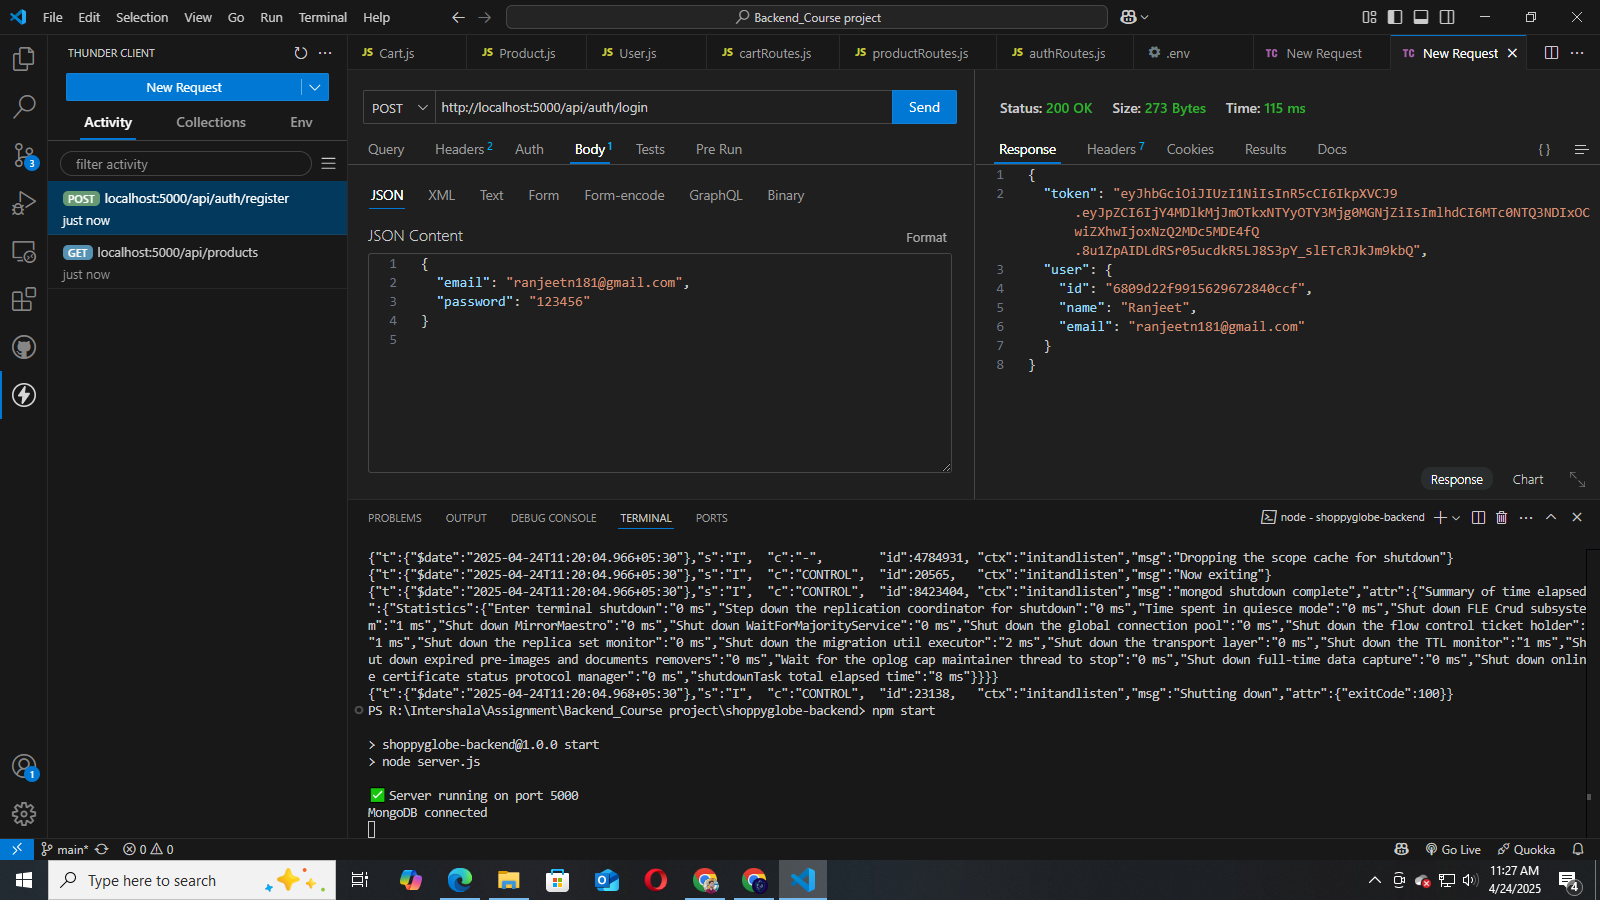 File Edit Selection View Go Run Terminal Help
Backend_Course project
THUNDER CLIENT
New Request
Activity Collections Env
filter activity
POST localhost:5000/api/auth/register
just now
GET localhost:5000/api/products
just now
3
1
JS Cart.js JS Product.js JS User.js JS cartRoutes.js JS productRoutes.js JS authRoutes.js .env TC New Request TC New Request
POST http://localhost:5000/api/auth/login Send
Query Headers 2 Auth Body 1 Tests Pre Run
JSON XML Text Form Form-encode GraphQL Binary
JSON Content Format
1 {
2 "email": "ranjeetn181@gmail.com",
3 "password": "123456"
4 }
5
Status: 200 OK Size: 273 Bytes Time: 115 ms
Response Headers 7 Cookies Results Docs { }
1 {
2 "token": "eyJhbGciOiJIUzI1NiIsInR5cCI6IkpXVCJ9
.eyJpZCI6IjY4MDlkMjJmOTkxNTYyOTY3Mjg0MGNjZiIsImlhdCI6MTc0NTQ3NDIxOC
wiZXhwIjoxNzQ2MDc5MDE4fQ
.8u1ZpAIDLdRSr05ucdkR5LJ8S3pY_slETcRJkJm9kbQ",
3 "user": {
4 "id": "6809d22f9915629672840ccf",
5 "name": "Ranjeet",
6 "email": "ranjeetn181@gmail.com"
7 }
8 }
Response Chart
PROBLEMS OUTPUT DEBUG CONSOLE TERMINAL PORTS
node - shoppyglobe-backend
{"t":{"$date":"2025-04-24T11:20:04.966+05:30"},"s":"I", "c":"-", "id":4784931, "ctx":"initandlisten","msg":"Dropping the scope cache for shutdown"}
{"t":{"$date":"2025-04-24T11:20:04.966+05:30"},"s":"I", "c":"CONTROL", "id":20565, "ctx":"initandlisten","msg":"Now exiting"}
{"t":{"$date":"2025-04-24T11:20:04.966+05:30"},"s":"I", "c":"CONTROL", "id":8423404, "ctx":"initandlisten","msg":"mongod shutdown complete","attr":{"Summary of time elapsed
":{"Statistics":{"Enter terminal shutdown":"0 ms","Step down the replication coordinator for shutdown":"0 ms","Time spent in quiesce mode":"0 ms","Shut down FLE Crud subsyste
m":"1 ms","Shut down MirrorMaestro":"0 ms","Shut down WaitForMajorityService":"0 ms","Shut down the global connection pool":"0 ms","Shut down the flow control ticket holder":
"1 ms","Shut down the replica set monitor":"0 ms","Shut down the migration util executor":"2 ms","Shut down the transport layer":"0 ms","Shut down the TTL monitor":"1 ms","Sh
ut down expired pre-images and documents removers":"0 ms","Wait for the oplog cap maintainer thread to stop":"0 ms","Shut down full-time data capture":"0 ms","Shut down onlin
e certificate status protocol manager":"0 ms","shutdownTask total elapsed time":"8 ms"}}}}
{"t":{"$date":"2025-04-24T11:20:04.968+05:30"},"s":"I", "c":"CONTROL", "id":23138, "ctx":"initandlisten","msg":"Shutting down","attr":{"exitCode":100}}
PS R:\Intershala\Assignment\Backend_Course project\shoppyglobe-backend> npm start
> shoppyglobe-backend@1.0.0 start
> node server.js
✅ Server running on port 5000
MongoDB connected
main* 0 0 Go Live Quokka
Type here to search
11:27 AM
4/24/2025
4